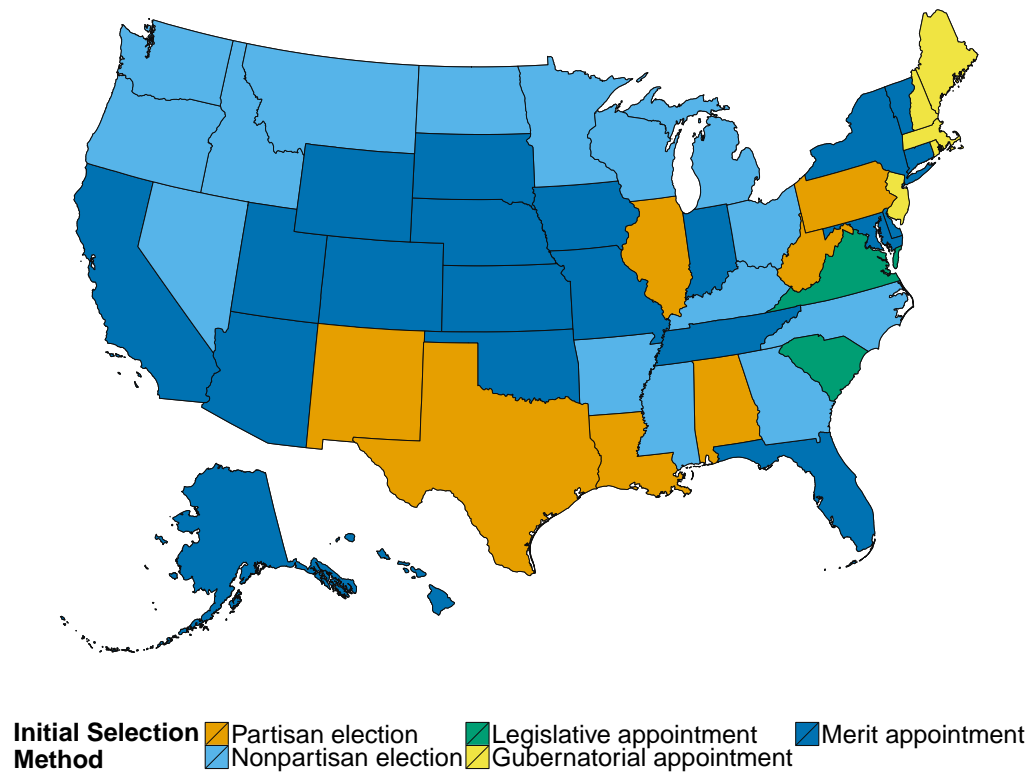 Initial Selection Method
Partisan election
Nonpartisan election
Legislative appointment
Gubernatorial appointment
Merit appointment